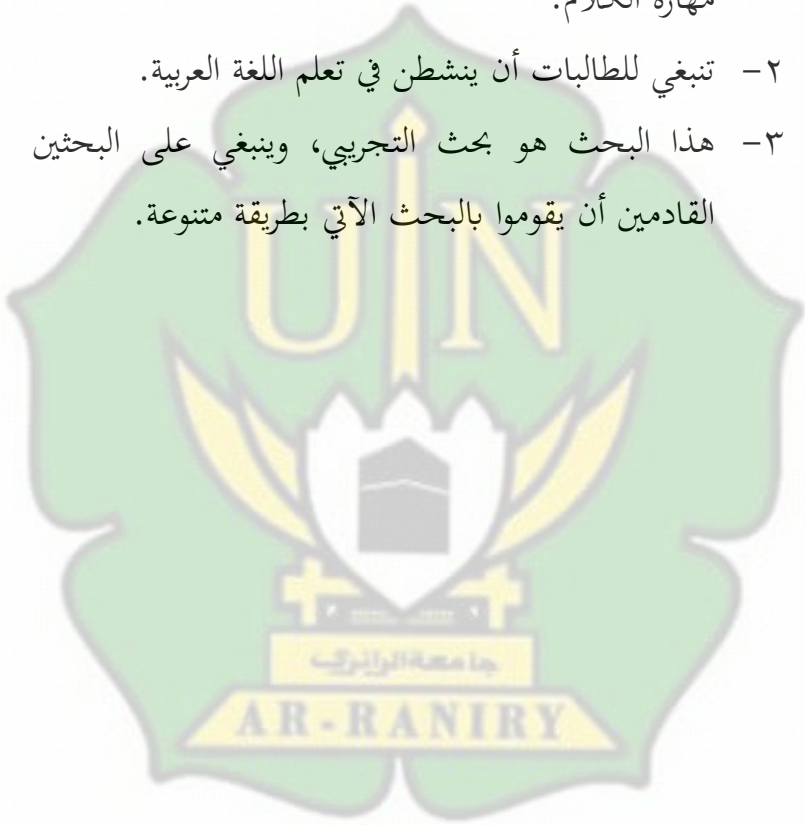 مهارة الكلام.
٢- تنبغي للطالبات أن ينشطن في تعلم اللغة العربية.
٣- هذا البحث هو بحث التجريبي، وينبغي على البحثين
القادمين أن يقوموا بالبحث الآتي بطريقة متنوعة.
UIN
جامعة الرانري
AR-RANIRY